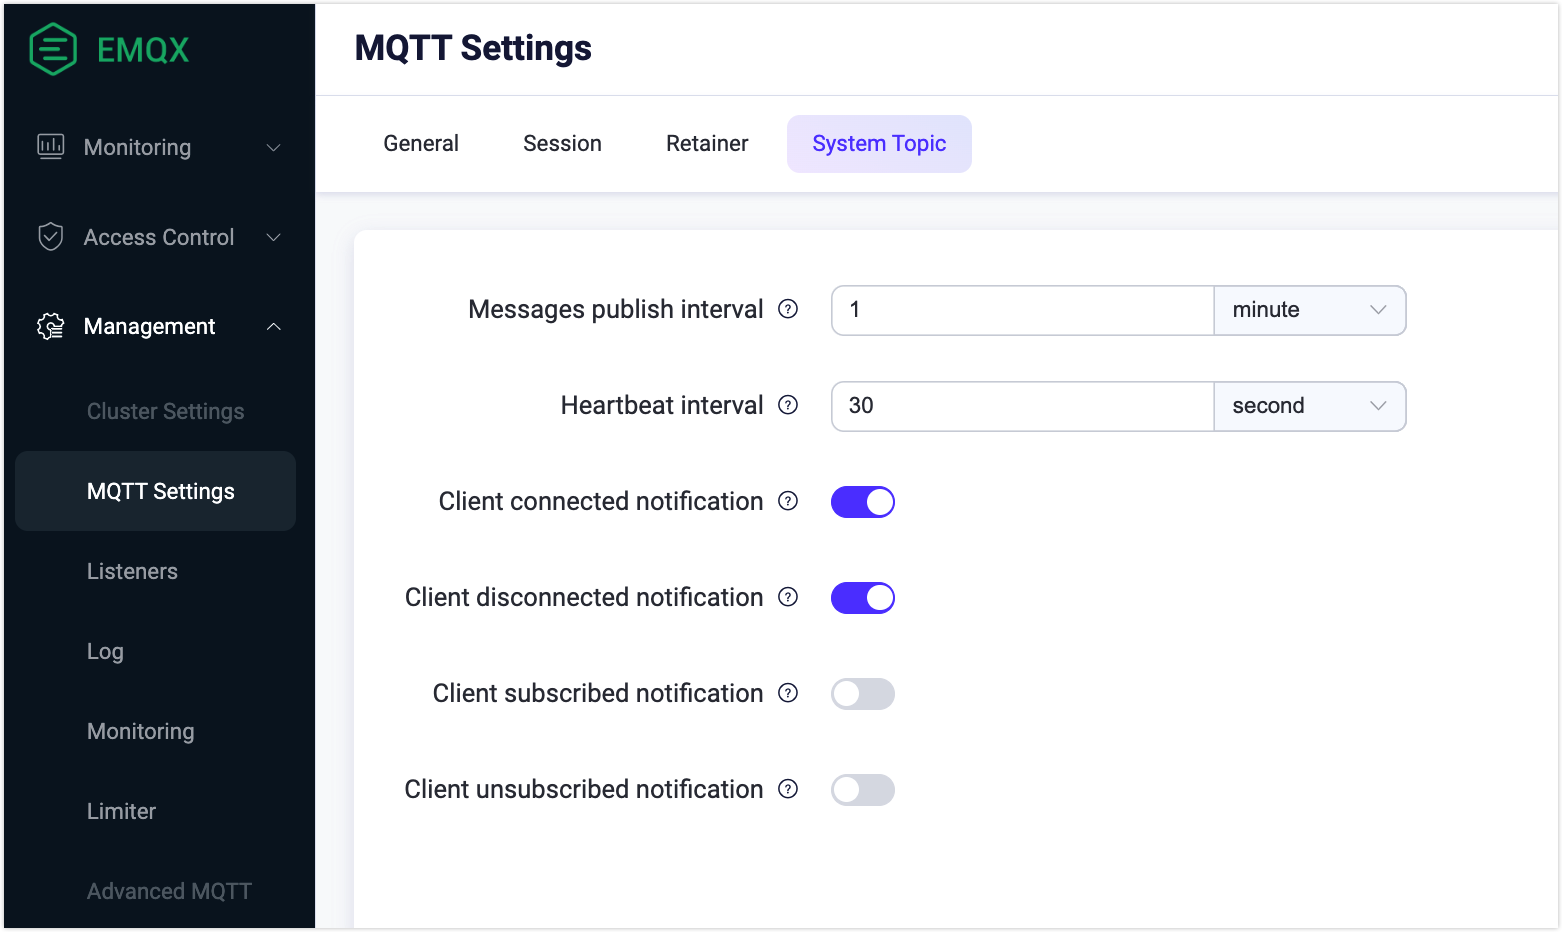 EMQX
Monitoring
Access Control
Management
Cluster Settings
MQTT Settings
Listeners
Log
Monitoring
Limiter
Advanced MQTT
MQTT Settings
General Session Retainer System Topic
Messages publish interval ? 1 minute
Heartbeat interval ? 30 second
Client connected notification ?
Client disconnected notification ?
Client subscribed notification ?
Client unsubscribed notification ?